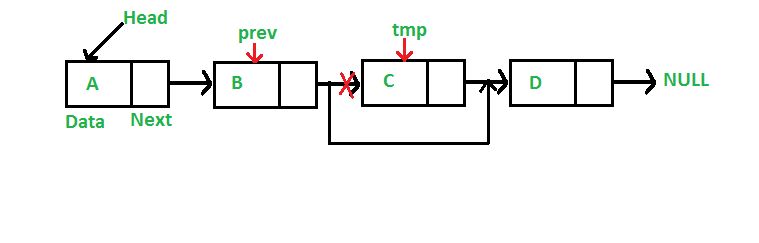 Head
prev
tmp
A
B
C
D
NULL
Data
Next